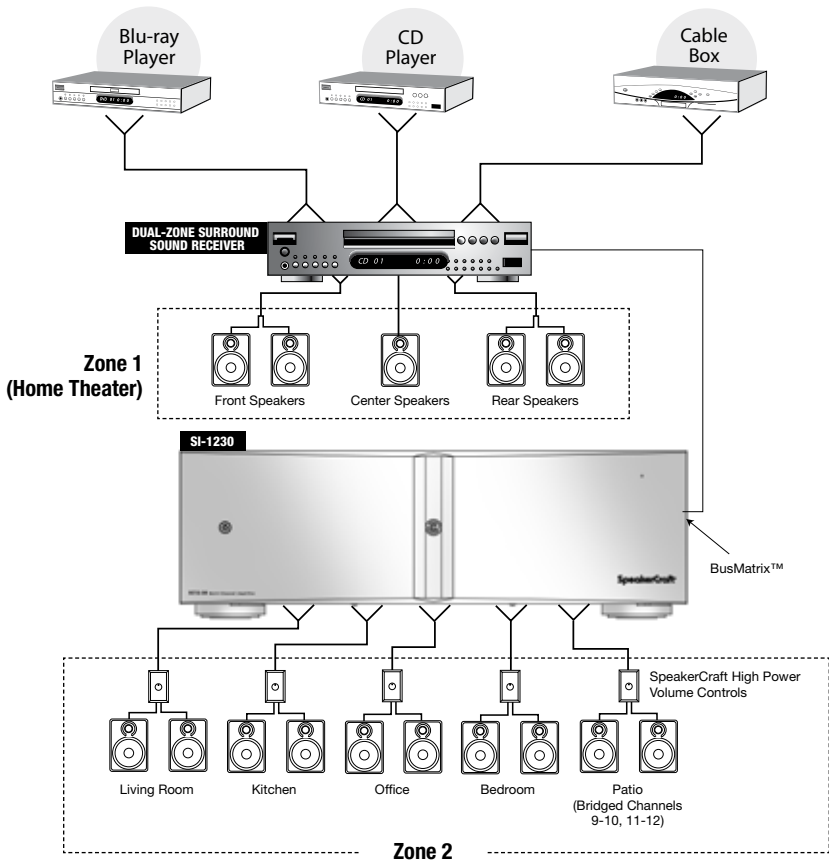 Blu-ray
Player
CD
Player
Cable
Box
DUAL-ZONE SURROUND
SOUND RECEIVER
CD 01 0:00
Zone 1
(Home Theater)
Front Speakers
Center Speakers
Rear Speakers
SI-1230
SpeakerCraft
BusMatrix™
SpeakerCraft High Power
Volume Controls
Living Room
Kitchen
Office
Bedroom
Patio
(Bridged Channels
9-10, 11-12)
Zone 2